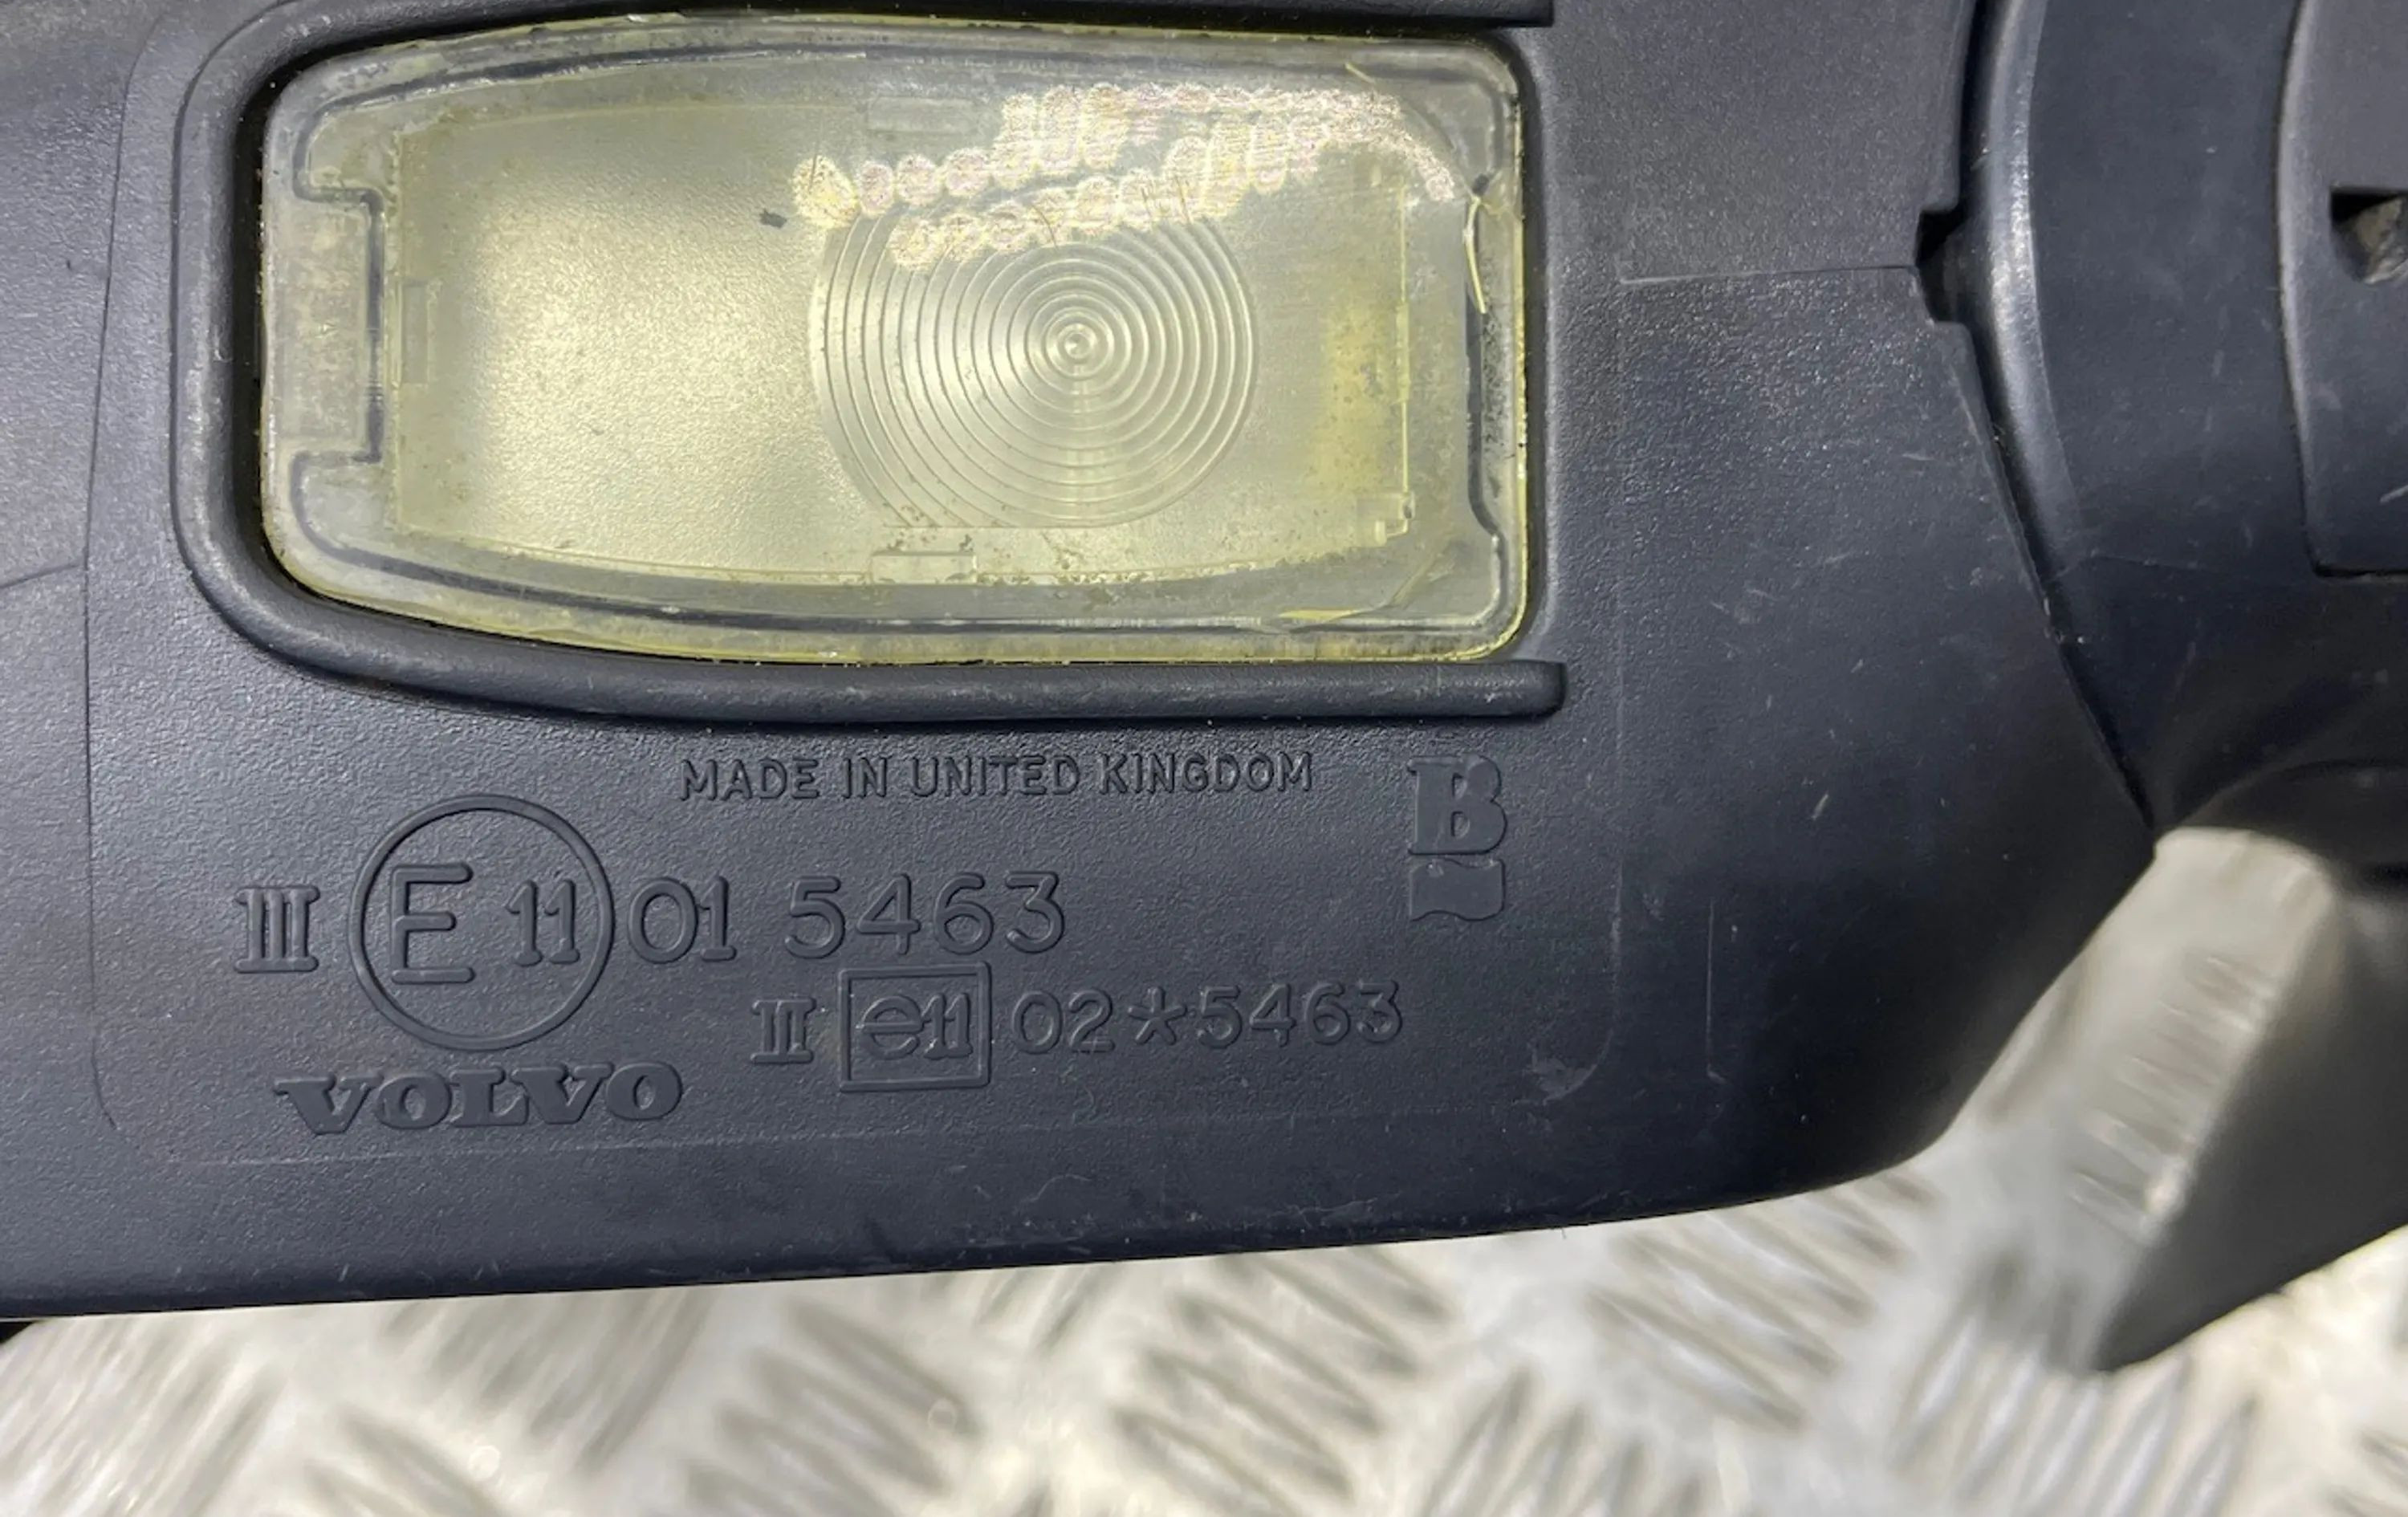 MADE IN UNITED KINGDOM
B
III E 11 01 5463
II e11 02*5463
VOLVO